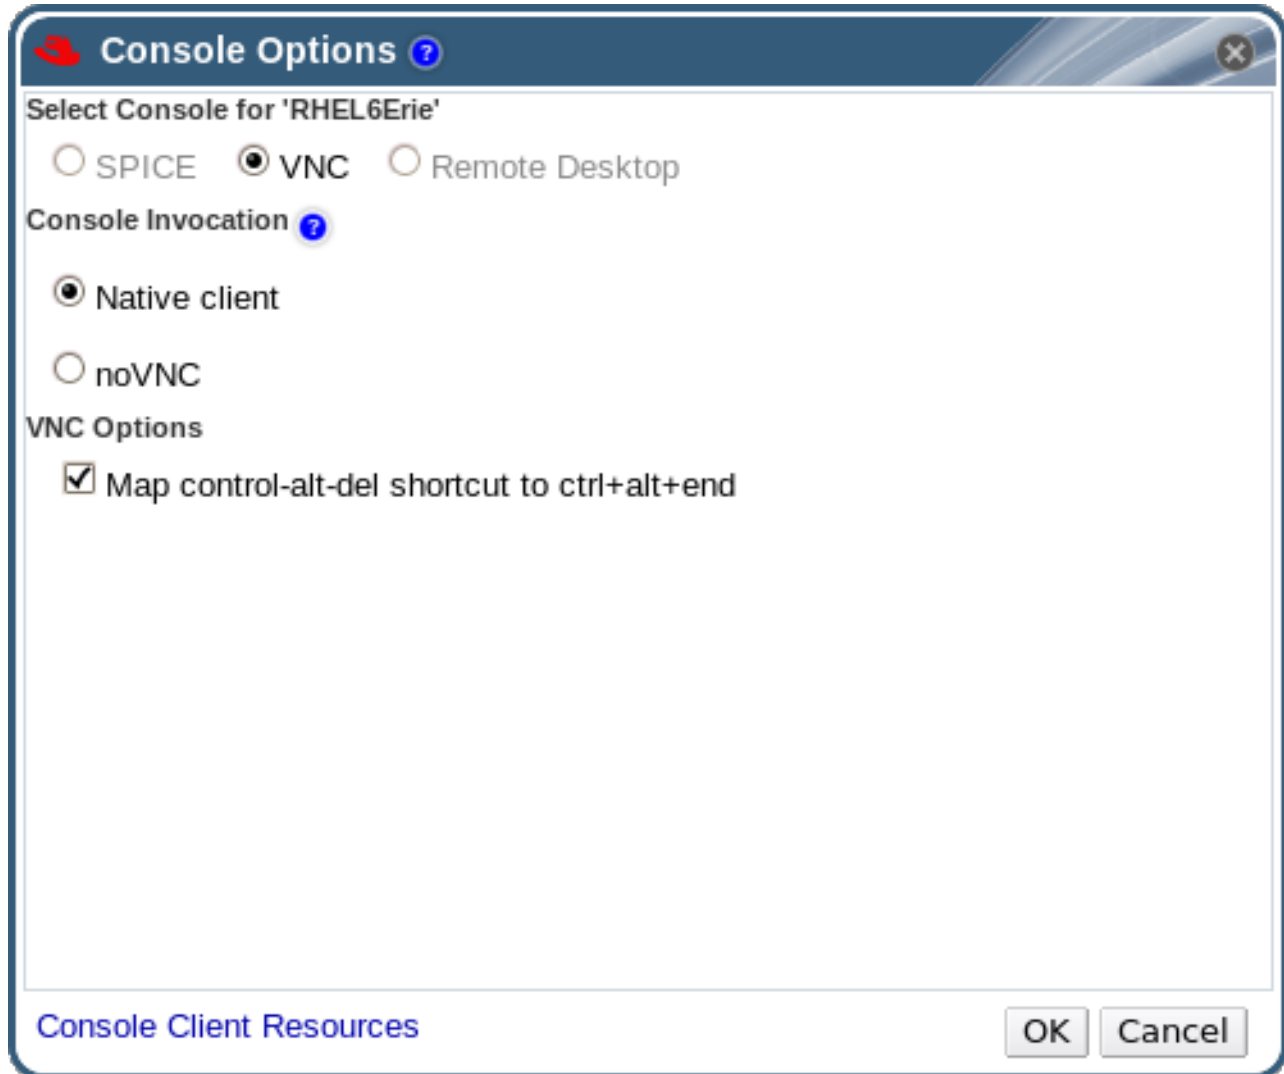 Console Options ?
Select Console for 'RHEL6Erie'
SPICE VNC Remote Desktop
Console Invocation ?
Native client
noVNC
VNC Options
Map control-alt-del shortcut to ctrl+alt+end
Console Client Resources OK Cancel